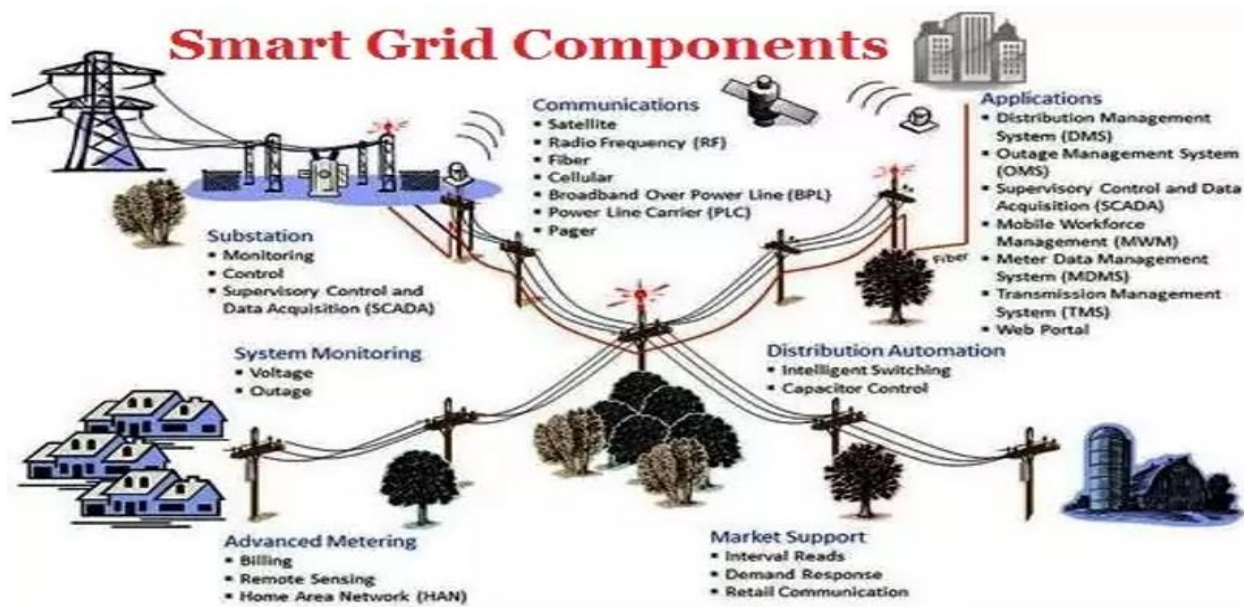 Smart Grid Components
Communications
▪ Satellite
▪ Radio Frequency (RF)
▪ Fiber
▪ Cellular
▪ Broadband Over Power Line (BPL)
▪ Power Line Carrier (PLC)
▪ Pager
Applications
▪ Distribution Management
System (DMS)
▪ Outage Management System
(OMS)
▪ Supervisory Control and Data
Acquisition (SCADA)
▪ Mobile Workforce
Management (MWM)
▪ Meter Data Management
System (MDMS)
▪ Transmission Management
System (TMS)
▪ Web Portal
Fiber
Substation
▪ Monitoring
▪ Control
▪ Supervisory Control and
Data Acquisition (SCADA)
System Monitoring
▪ Voltage
▪ Outage
Distribution Automation
▪ Intelligent Switching
▪ Capacitor Control
Advanced Metering
▪ Billing
▪ Remote Sensing
▪ Home Area Network (HAN)
Market Support
▪ Interval Reads
▪ Demand Response
▪ Retail Communication